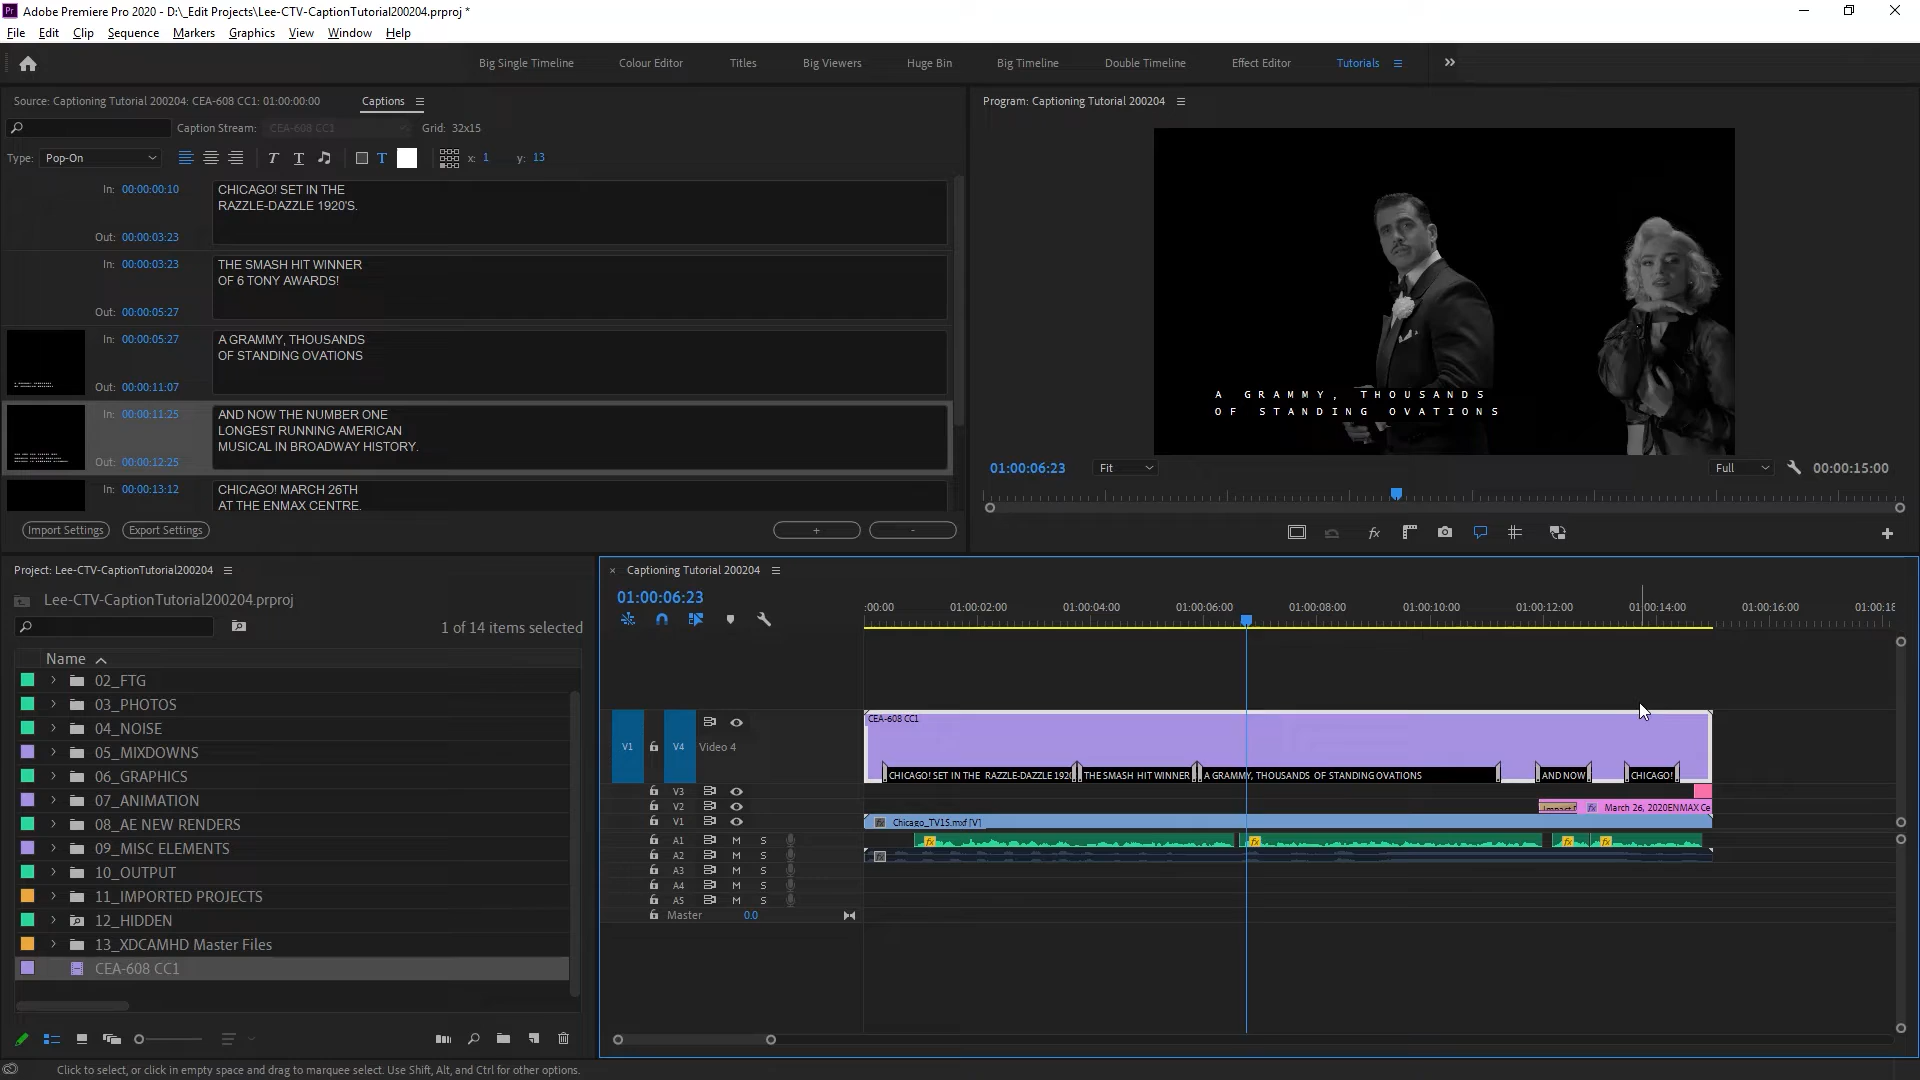 Adobe Premiere Pro 2020 - D:\_Edit Projects\Lee-CTV-CaptionTutorial200204.prproj *
File Edit Clip Sequence Markers Graphics View Window Help
Big Single Timeline Colour Editor Titles Big Viewers Huge Bin Big Timeline Double Timeline Effect Editor Tutorials
Source: Captioning Tutorial 200204: CEA-608 CC1: 01:00:00:00 Captions
Caption Stream: CEA-608 CC1 Grid: 32x15
Type: Pop-On x: 1 y: 13
In: 00:00:00:10
CHICAGO! SET IN THE
RAZZLE-DAZZLE 1920'S.
Out: 00:00:03:23
In: 00:00:03:23
THE SMASH HIT WINNER
OF 6 TONY AWARDS!
Out: 00:00:05:27
In: 00:00:05:27
A GRAMMY, THOUSANDS
OF STANDING OVATIONS
Out: 00:00:11:07
In: 00:00:11:25
AND NOW THE NUMBER ONE
LONGEST RUNNING AMERICAN
MUSICAL IN BROADWAY HISTORY.
Out: 00:00:12:25
In: 00:00:13:12
CHICAGO! MARCH 26TH
AT THE ENMAX CENTRE.
Import Settings Export Settings + -
Program: Captioning Tutorial 200204
A GRAMMY, THOUSANDS
OF STANDING OVATIONS
01:00:06:23 Fit Full 00:00:15:00
Project: Lee-CTV-CaptionTutorial200204
Lee-CTV-CaptionTutorial200204.prproj
1 of 14 items selected
Name
02_FTG
03_PHOTOS
04_NOISE
05_MIXDOWNS
06_GRAPHICS
07_ANIMATION
08_AE NEW RENDERS
09_MISC ELEMENTS
10_OUTPUT
11_IMPORTED PROJECTS
12_HIDDEN
13_XDCAMHD Master Files
CEA-608 CC1
Captioning Tutorial 200204
01:00:06:23
:00:00 01:00:02:00 01:00:04:00 01:00:06:00 01:00:08:00 01:00:10:00 01:00:12:00 01:00:14:00 01:00:16:00 01:00:18
CEA-608 CC1
V1 V4 Video 4
CHICAGO! SET IN THE RAZZLE-DAZZLE 192 THE SMASH HIT WINNER A GRAMMY, THOUSANDS OF STANDING OVATIONS AND NOW CHICAGO!
V3
V2 fx March 26, 2020ENMAX Ce
V1 Chicago_TV15.mxf [V]
A1 M S fx fx fx fx
A2 M S fx
A3 M S
A4 M S
A5 M S
Master 0.0
Click to select, or click in empty space and drag to marquee select. Use Shift, Alt, and Ctrl for other options.